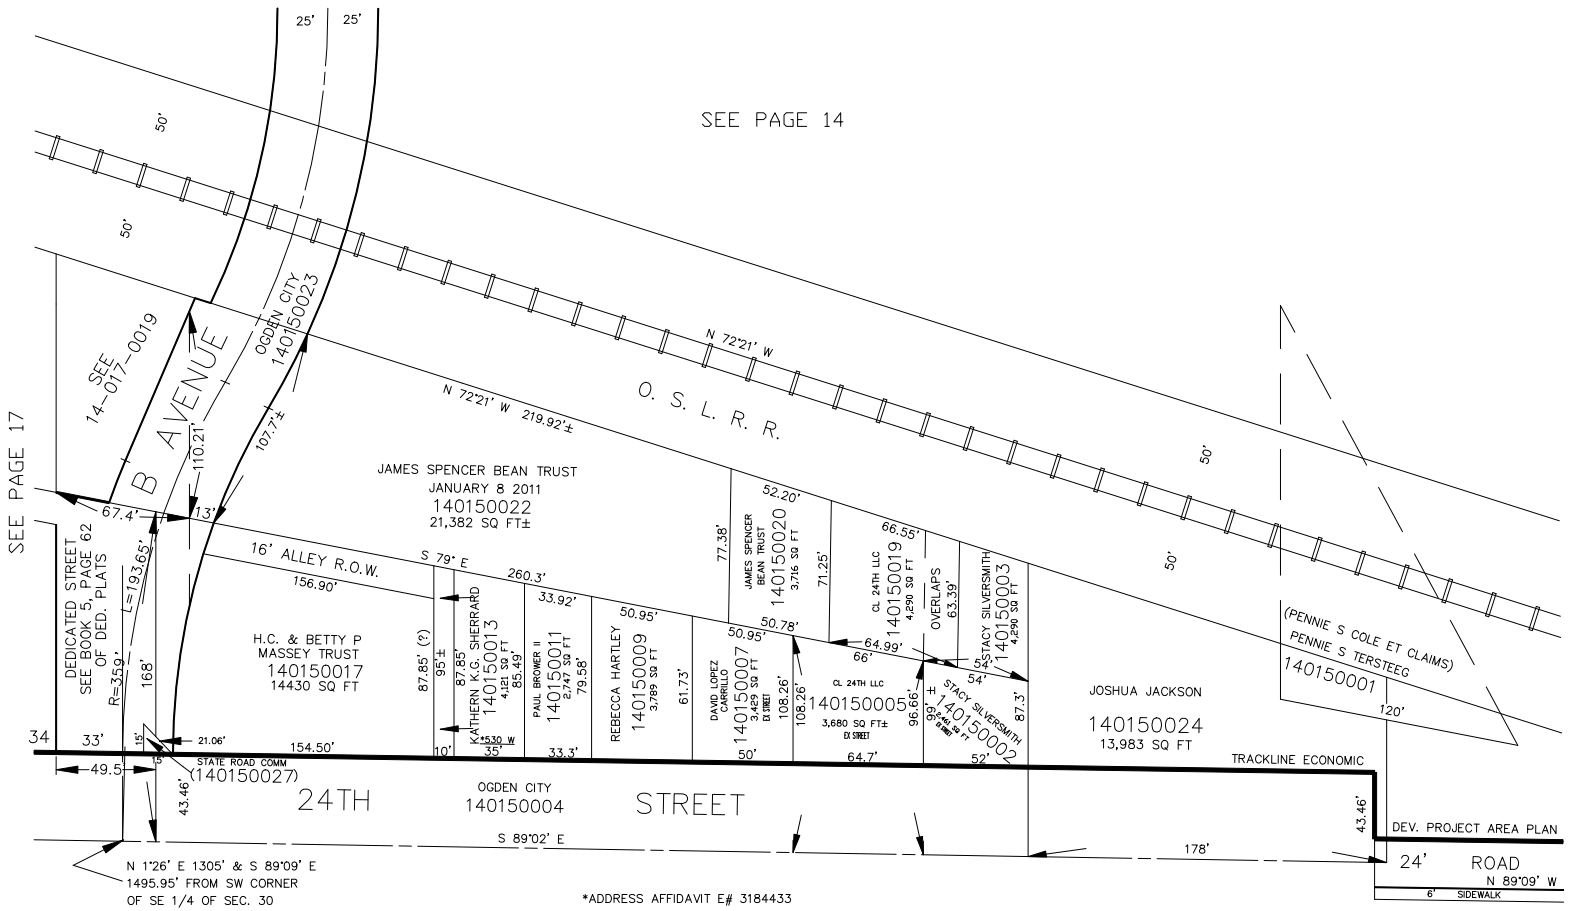 25' 25'
SEE PAGE 14
50'
50'
OGDEN CITY
140150023
SEE
14-017-0019
B AVENUE
110.21'
107.7'±
N 72°21' W
O. S. L. R. R.
N 72°21' W 219.92'±
50'
50'
SEE PAGE 17
JAMES SPENCER BEAN TRUST
JANUARY 8 2011
140150022
21,382 SQ FT±
67.4'
13'
16' ALLEY R.O.W.
S 79° E
260.3'
156.90'
DEDICATED STREET
SEE BOOK 5, PAGE 62
OF DED. PLATS
L=193.65'
R=359'
168'
H.C. & BETTY P
MASSEY TRUST
140150017
14430 SQ FT
154.50'
87.85' (?)
95'±
10'
87.85'
KATHERN K.G. SHERRARD
140150013
4,121 SQ FT
85.49'
*530 W
35'
33.92'
PAUL BROWER II
140150011
2,747 SQ FT
79.58'
33.3'
50.95'
REBECCA HARTLEY
140150009
3,789 SQ FT
61.73'
50.95'
DAVID LOPEZ
CARRILLO
140150007
3,429 SQ FT
EX STREET
108.26'
50'
77.38'
52.20'
JAMES SPENCER
BEAN TRUST
140150020
3,716 SQ FT
71.25'
50.78'
66.55'
CL 24TH LLC
140150019
4,290 SQ FT
64.99'
66'
OVERLAPS
63.39'
STACY SILVERSMITH
140150003
4,290 SQ FT
54'
54'
108.26'
CL 24TH LLC
140150005
3,680 SQ FT±
EX STREET
96.66'
64.7'
99'±
STACY SILVERSMITH
140150002
EX STREET
87.3'
52'
JOSHUA JACKSON
140150024
13,983 SQ FT
(PENNIE S COLE ET CLAIMS)
PENNIE S TERSTEEG
140150001
120'
TRACKLINE ECONOMIC
34
33'
49.5
15'
21.06'
15'
STATE ROAD COMM
(140150027)
43.46'
24TH STREET
OGDEN CITY
140150004
S 89°02' E
178'
43.46'
DEV. PROJECT AREA PLAN
24' ROAD
N 89°09' W
6' SIDEWALK
N 1°26' E 1305' & S 89°09' E
1495.95' FROM SW CORNER
OF SE 1/4 OF SEC. 30
*ADDRESS AFFIDAVIT E# 3184433